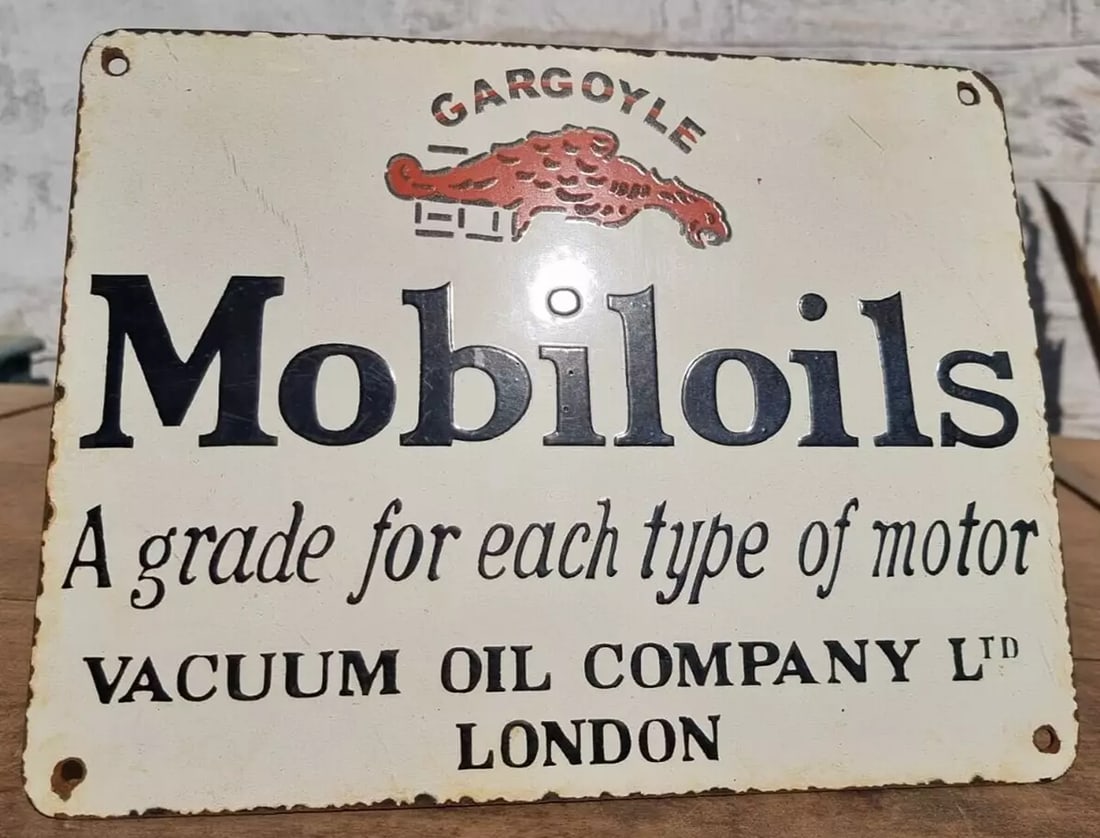 GARGOYLE
Mobiloils
A grade for each type of motor
VACUUM OIL COMPANY LTD
LONDON